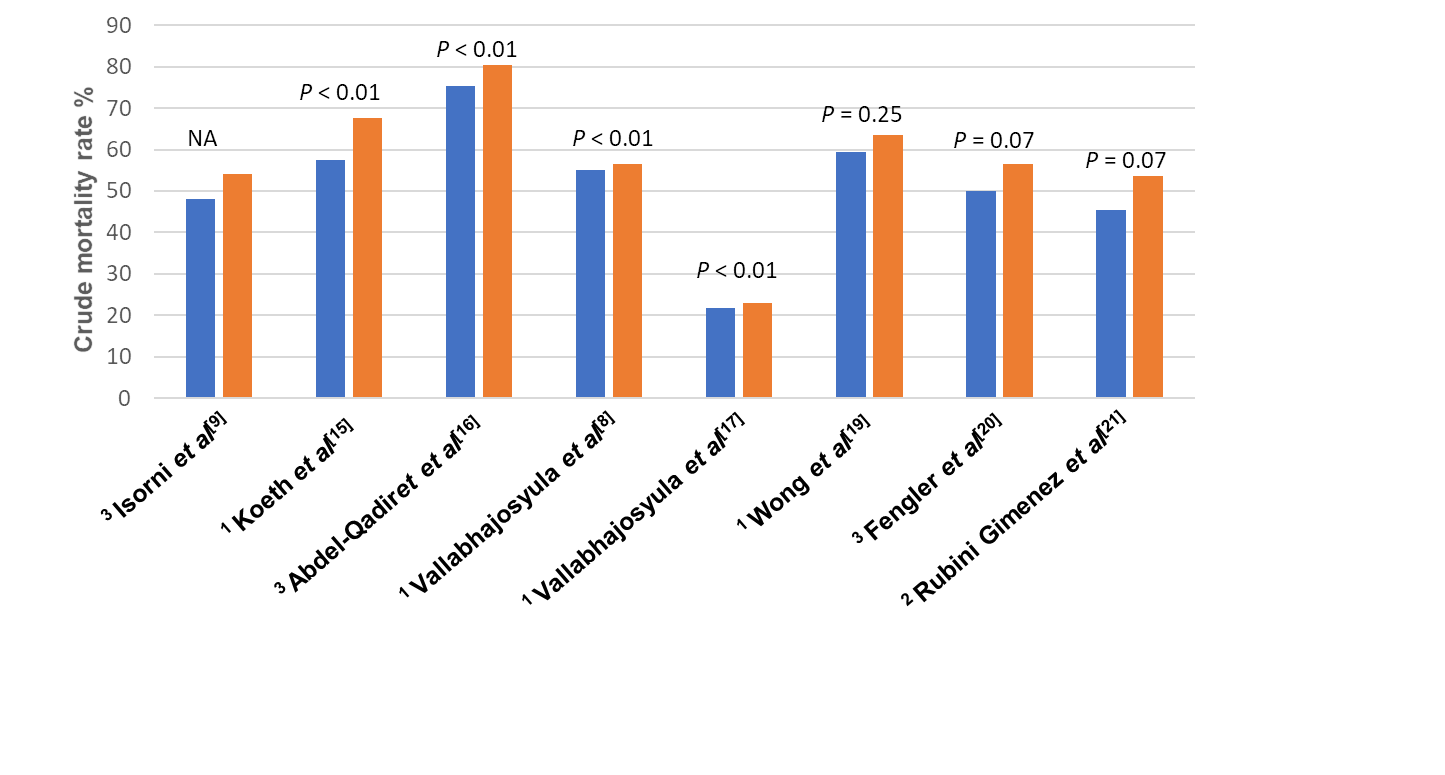 90
80
70
60
50
40
30
20
10
0
Crude mortality rate %
NA
P < 0.01
P < 0.01
P < 0.01
P < 0.01
P = 0.25
P = 0.07
P = 0.07
³ Isorni et al[9]
¹ Koeth et al[15]
³ Abdel-Qadiret et al[16]
¹ Vallabhajosyula et al[8]
¹ Vallabhajosyula et al[17]
¹ Wong et al[19]
³ Fengler et al[20]
² Rubini Gimenez et al[21]